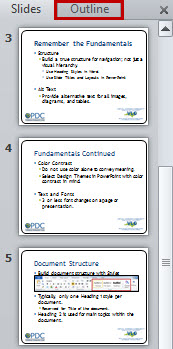 Slides Outline
3
Remember the Fundamentals
Structure
Build a true structure for navigation; not just a
visual hierarchy.
Use Heading Styles in Word.
Use Slide Titles and Layouts in PowerPoint.
Alt Text
Provide alternative text for all images,
diagrams, and tables.
PDC
4
Fundamentals Continued
Color Contrast
Do not use color alone to convey meaning.
Select Design Themes in PowerPoint with color
contrast in mind.
Text and Fonts
3 or less font changes on a page or
presentation.
PDC
5
Document Structure
Build document structure with Styles
Typically, only one Heading 1 style per
document.
Reserved for Title of the document.
Heading 2 is used for main topics within the
document.
PDC